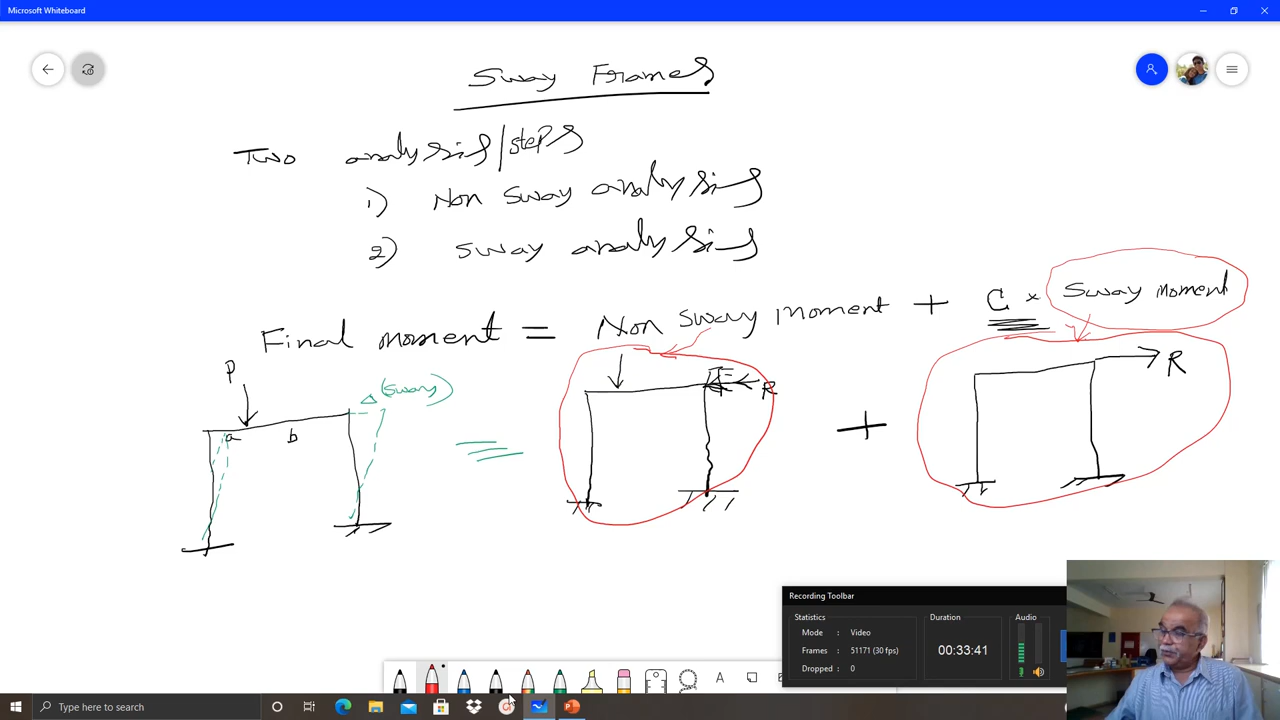 Microsoft Whiteboard
Sway Frames
Two analysis/steps
1) Non Sway analysis
2) Sway analysis
Final moment = Non Sway moment + C × Sway moment
P
Δ (Sway)
a b
R
+
R
Recording Toolbar
Statistics Duration Audio
Mode : Video
Frames : 51171 (30 fps) 00:33:41
Dropped : 0
A
Type here to search